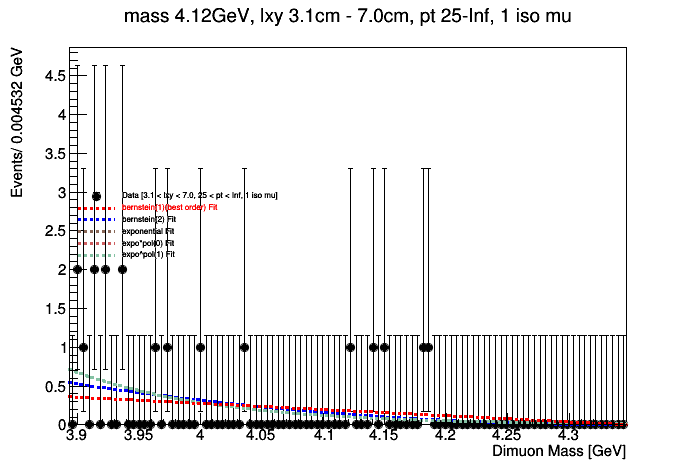 mass 4.12GeV, lxy 3.1cm - 7.0cm, pt 25-Inf, 1 iso mu
Events/ 0.004532 GeV
4.5
4
3.5
3
2.5
2
1.5
1
0.5
0
Data [3.1 < lxy < 7.0, 25 < pt < Inf, 1 iso mu]
bernstein[1](best order) Fit
bernstein[2] Fit
exponential Fit
expo*pol(0) Fit
expo*pol(1) Fit
3.9 3.95 4 4.05 4.1 4.15 4.2 4.25 4.3
Dimuon Mass [GeV]